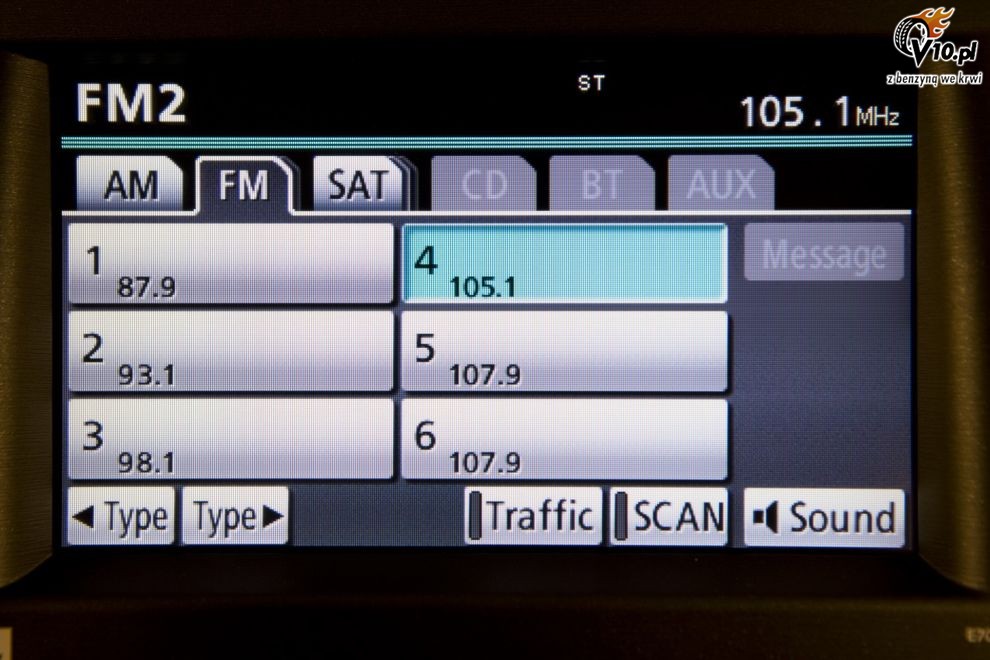 V10.pl
z benzyną we krwi
ST
FM2
105.1MHz
AM FM SAT CD BT AUX
1 87.9
4 105.1
Message
2 93.1
5 107.9
3 98.1
6 107.9
◀ Type Type ▶ Traffic SCAN Sound